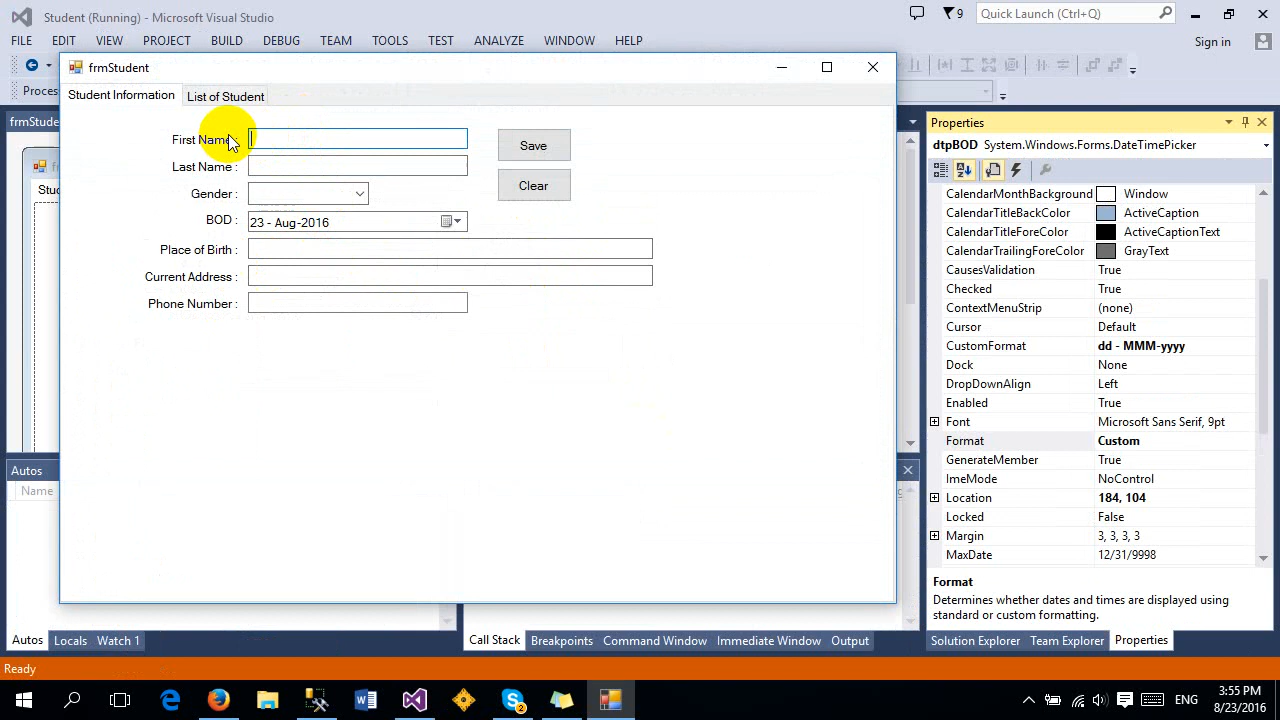 Student (Running) - Microsoft Visual Studio
9
Quick Launch (Ctrl+Q)
FILE EDIT VIEW PROJECT BUILD DEBUG TEAM TOOLS TEST ANALYZE WINDOW HELP
Sign in
frmStudent
Student Information
List of Student
First Name
Last Name :
Gender :
BOD :
23 - Aug-2016
Place of Birth :
Current Address :
Phone Number :
Save
Clear
Properties
dtpBOD System.Windows.Forms.DateTimePicker
CalendarMonthBackground Window
CalendarTitleBackColor ActiveCaption
CalendarTitleForeColor ActiveCaptionText
CalendarTrailingForeColor GrayText
CausesValidation True
Checked True
ContextMenuStrip (none)
Cursor Default
CustomFormat dd - MMM-yyyy
Dock None
DropDownAlign Left
Enabled True
Font Microsoft Sans Serif, 9pt
Format Custom
GenerateMember True
ImeMode NoControl
Location 184, 104
Locked False
Margin 3, 3, 3, 3
MaxDate 12/31/9998
Format
Determines whether dates and times are displayed using
standard or custom formatting.
Autos
Name
Autos Locals Watch 1
Call Stack Breakpoints Command Window Immediate Window Output
Solution Explorer Team Explorer Properties
Ready
2
ENG
3:55 PM
8/23/2016